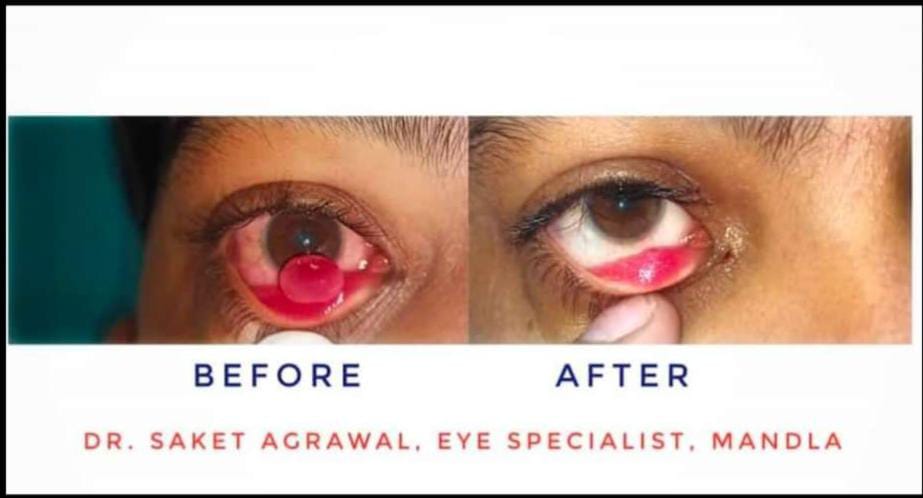 BEFORE
AFTER
DR. SAKET AGRAWAL, EYE SPECIALIST, MANDLA